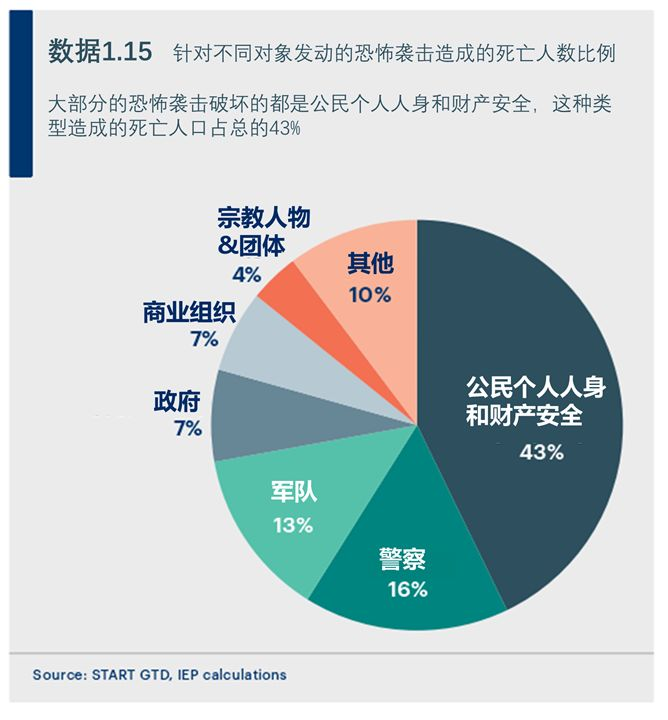 数据1.15 针对不同对象发动的恐怖袭击造成的死亡人数比例
大部分的恐怖袭击破坏的都是公民个人人身和财产安全，这种类
型造成的死亡人口占总的43%
宗教人物
&团体
4%
其他
10%
商业组织
7%
公民个人人身
和财产安全
43%
政府
7%
军队
13%
警察
16%
Source: START GTD, IEP calculations